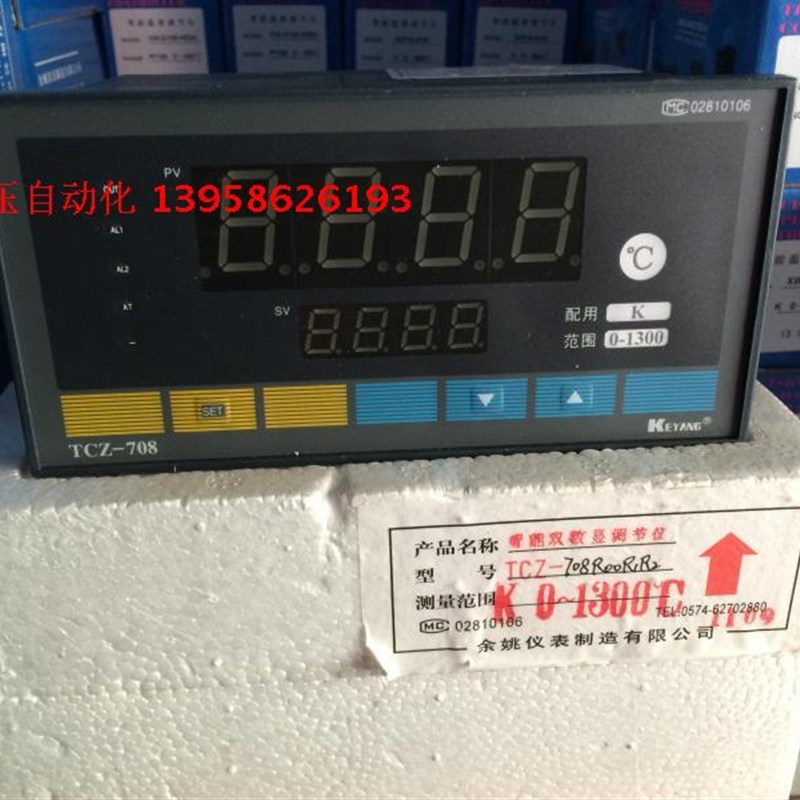 MC 02810106
PV
OUT
压自动化 13958626193
AL1
℃
AL2
AT
SV
配用 K
范围 0-1300
SET
TCZ-708
KEYANG®
产品名称 智能双数显调节仪
型 号 TCZ-708R00R1R2
测量范围 K 0~1300℃
MC 02810106
TEL:0574-62702880
1109
余姚仪表制造有限公司